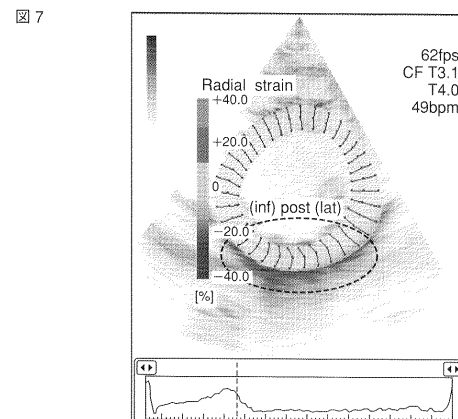 図 7
62fps
CF T3.1
T4.0
49bpm
Radial strain
+40.0
+20.0
0
(inf) post (lat)
−20.0
−40.0
[%]